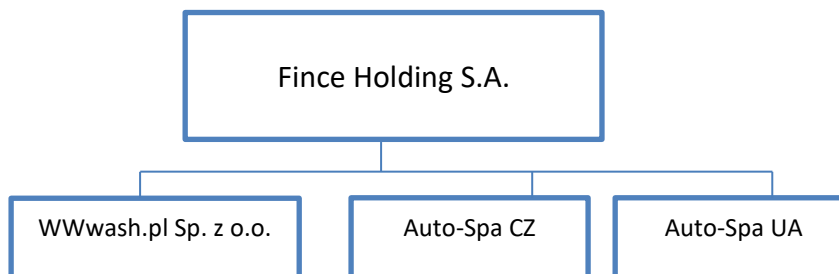 Fince Holding S.A.
WWwash.pl Sp. z o.o.
Auto-Spa CZ
Auto-Spa UA